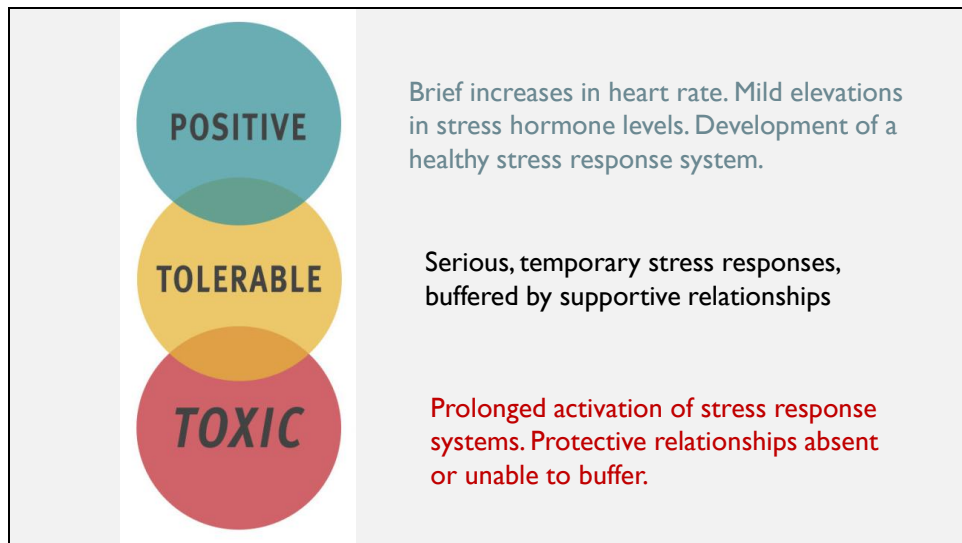 POSITIVE
Brief increases in heart rate. Mild elevations
in stress hormone levels. Development of a
healthy stress response system.
TOLERABLE
Serious, temporary stress responses,
buffered by supportive relationships
TOXIC
Prolonged activation of stress response
systems. Protective relationships absent
or unable to buffer.